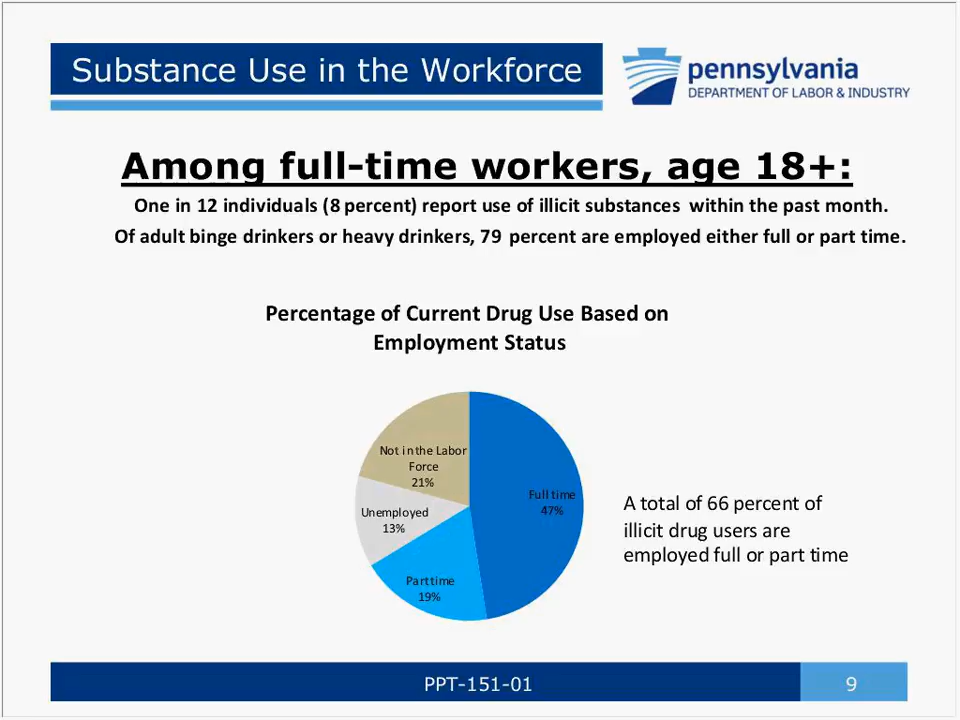 Substance Use in the Workforce
pennsylvania
DEPARTMENT OF LABOR & INDUSTRY
Among full-time workers, age 18+:
One in 12 individuals (8 percent) report use of illicit substances within the past month.
Of adult binge drinkers or heavy drinkers, 79 percent are employed either full or part time.
Percentage of Current Drug Use Based on
Employment Status
Not in the Labor
Force
21%
Full time
47%
Unemployed
13%
Part time
19%
A total of 66 percent of
illicit drug users are
employed full or part time
PPT-151-01
9